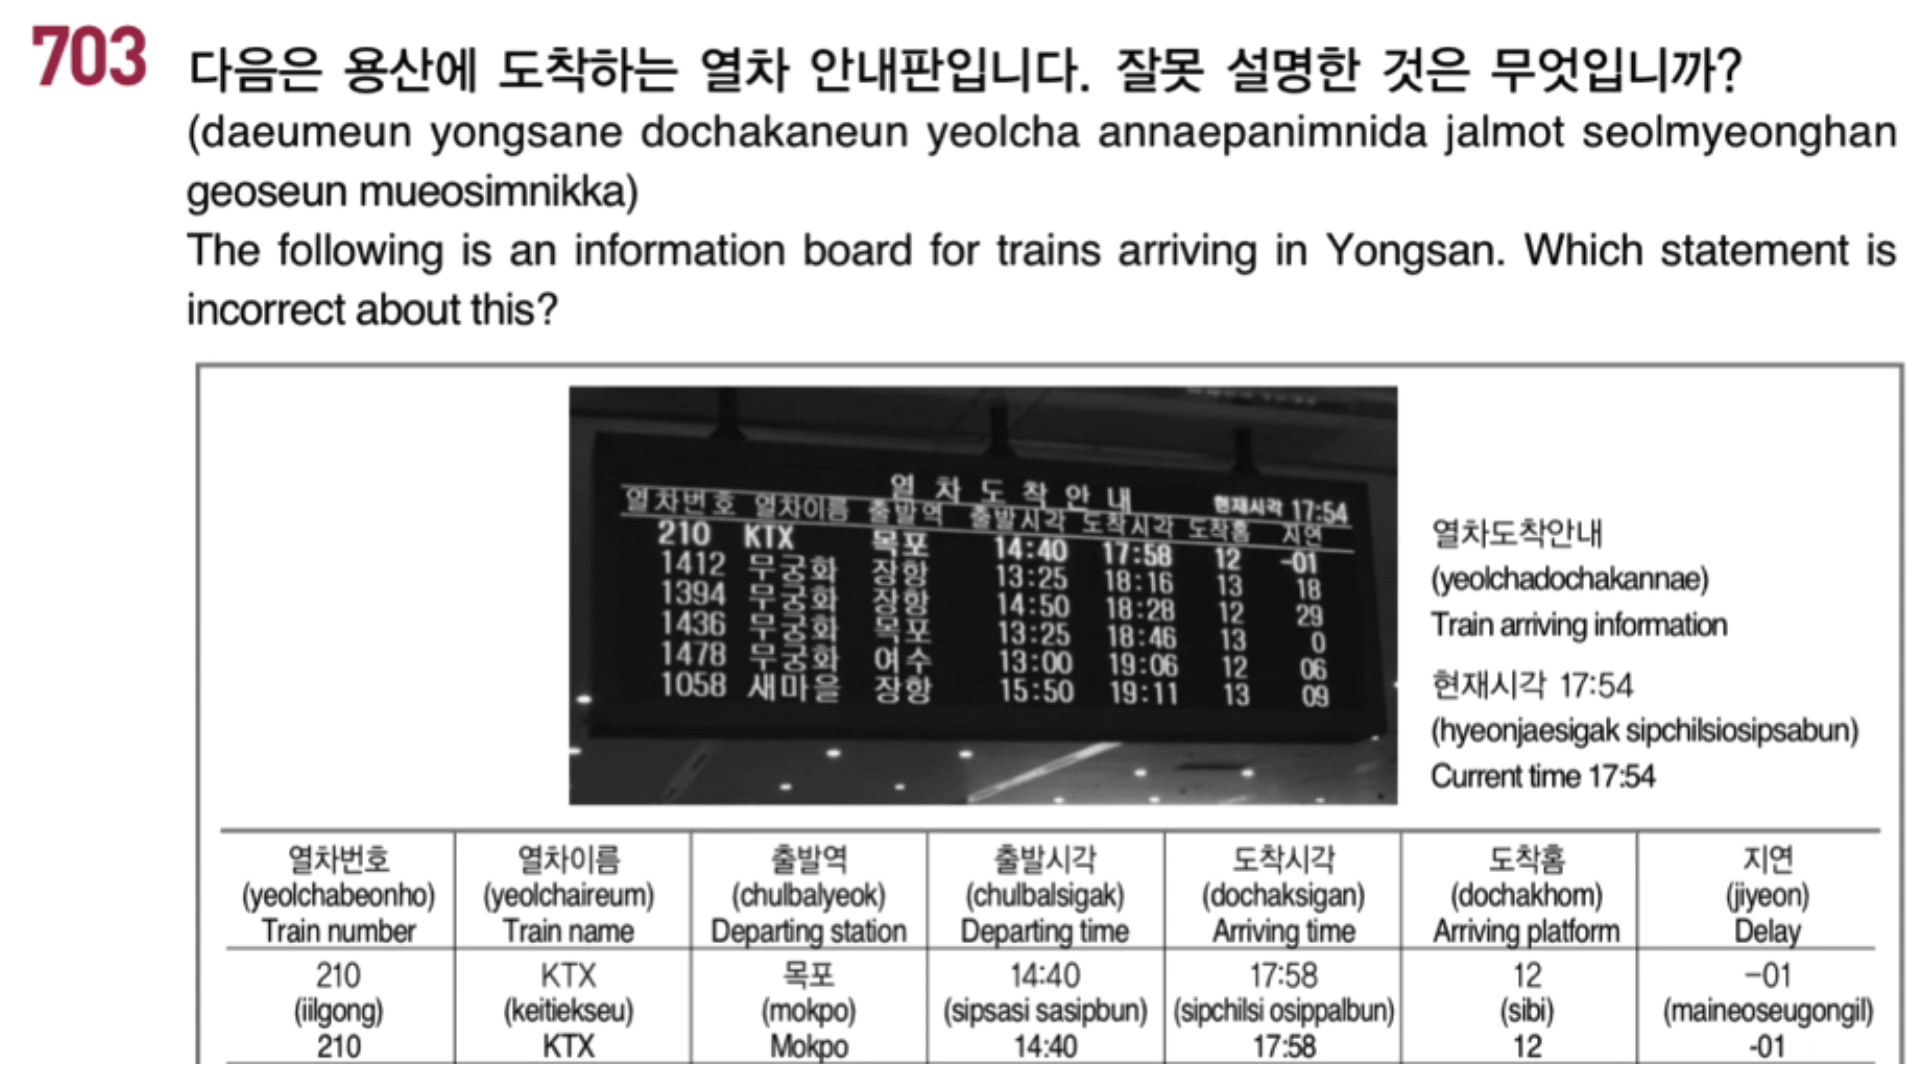 703 다음은 용산에 도착하는 열차 안내판입니다. 잘못 설명한 것은 무엇입니까?
(daeumeun yongsane dochakaneun yeolcha annaepanimnida jalmot seolmyeonghan
geoseun mueosimnikka)
The following is an information board for trains arriving in Yongsan. Which statement is
incorrect about this?
열 차 도 착 안 내
현재시각 17:54
열차번호 열차이름 출발역 출발시각 도착시각 도착홈 지연
210 KTX 목포 14:40 17:58 12 -01
1412 무궁화 장항 13:25 18:16 13 18
1394 무궁화 장항 14:50 18:28 12 29
1436 무궁화 목포 13:25 18:46 13 0
1478 무궁화 여수 13:00 19:06 12 06
1058 새마을 장항 15:50 19:11 13 09
열차도착안내
(yeolchadochakannae)
Train arriving information
현재시각 17:54
(hyeonjaesigak sipchilsiosipsabun)
Current time 17:54
열차번호 열차이름 출발역 출발시각 도착시각 도착홈 지연
(yeolchabeonho) (yeolchaireum) (chulbalyeok) (chulbalsigak) (dochaksigan) (dochakhom) (jiyeon)
Train number Train name Departing station Departing time Arriving time Arriving platform Delay
210 KTX 목포 14:40 17:58 12 −01
(iilgong) (keitiekseu) (mokpo) (sipsasi sasipbun) (sipchilsi osippalbun) (sibi) (maineoseugongil)
210 KTX Mokpo 14:40 17:58 12 -01